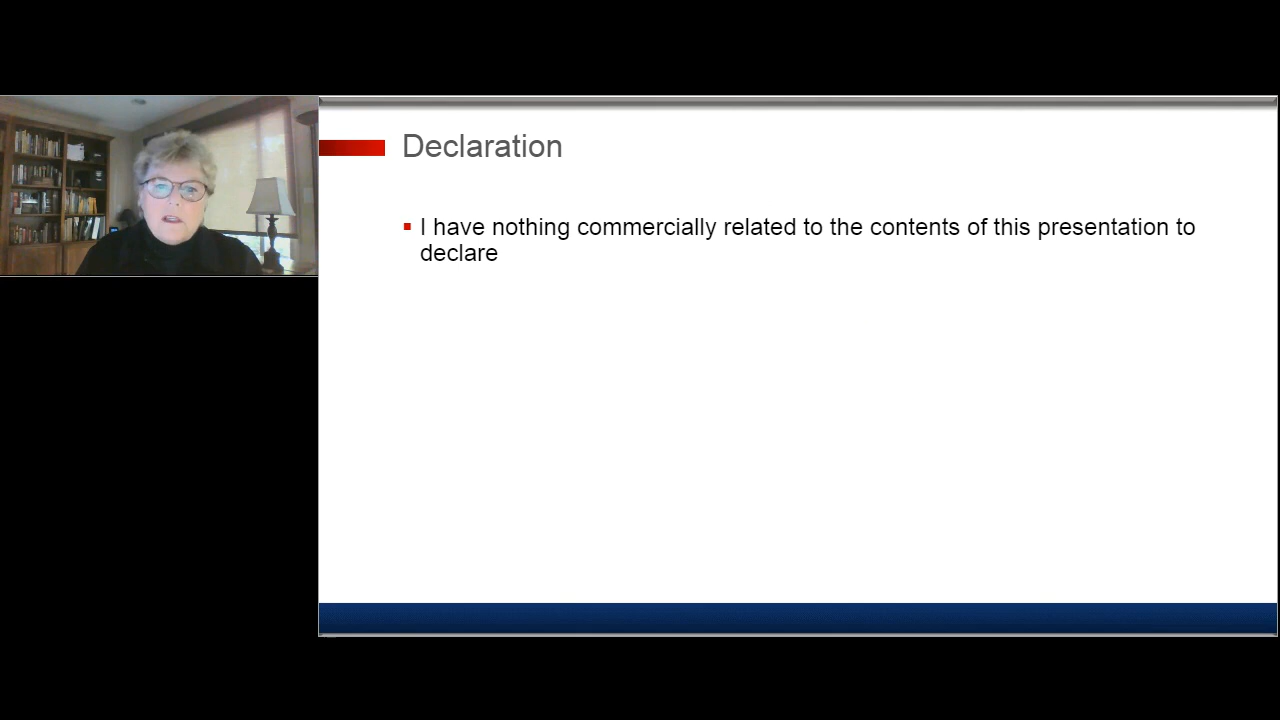 Declaration
I have nothing commercially related to the contents of this presentation to
declare